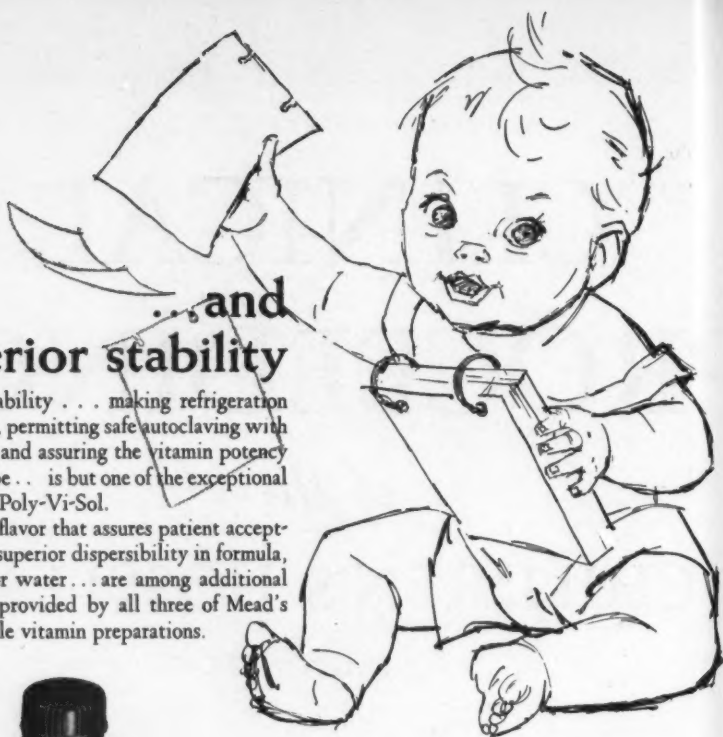 ...and
erior stability
ability . . . making refrigeration
, permitting safe autoclaving with
and assuring the vitamin potency
be . . is but one of the exceptional
Poly-Vi-Sol.
flavor that assures patient accept-
superior dispersibility in formula,
r water . . . are among additional
provided by all three of Mead's
le vitamin preparations.